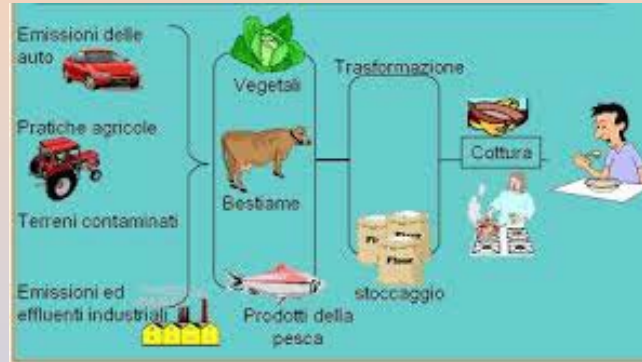 Emissioni delle
auto
Pratiche agricole
Terreni contaminati
Emissioni ed
effluenti industriali
Vegetali
Bestiame
Prodotti della
pesca
Trasformazione
Flour
stoccaggio
Cottura